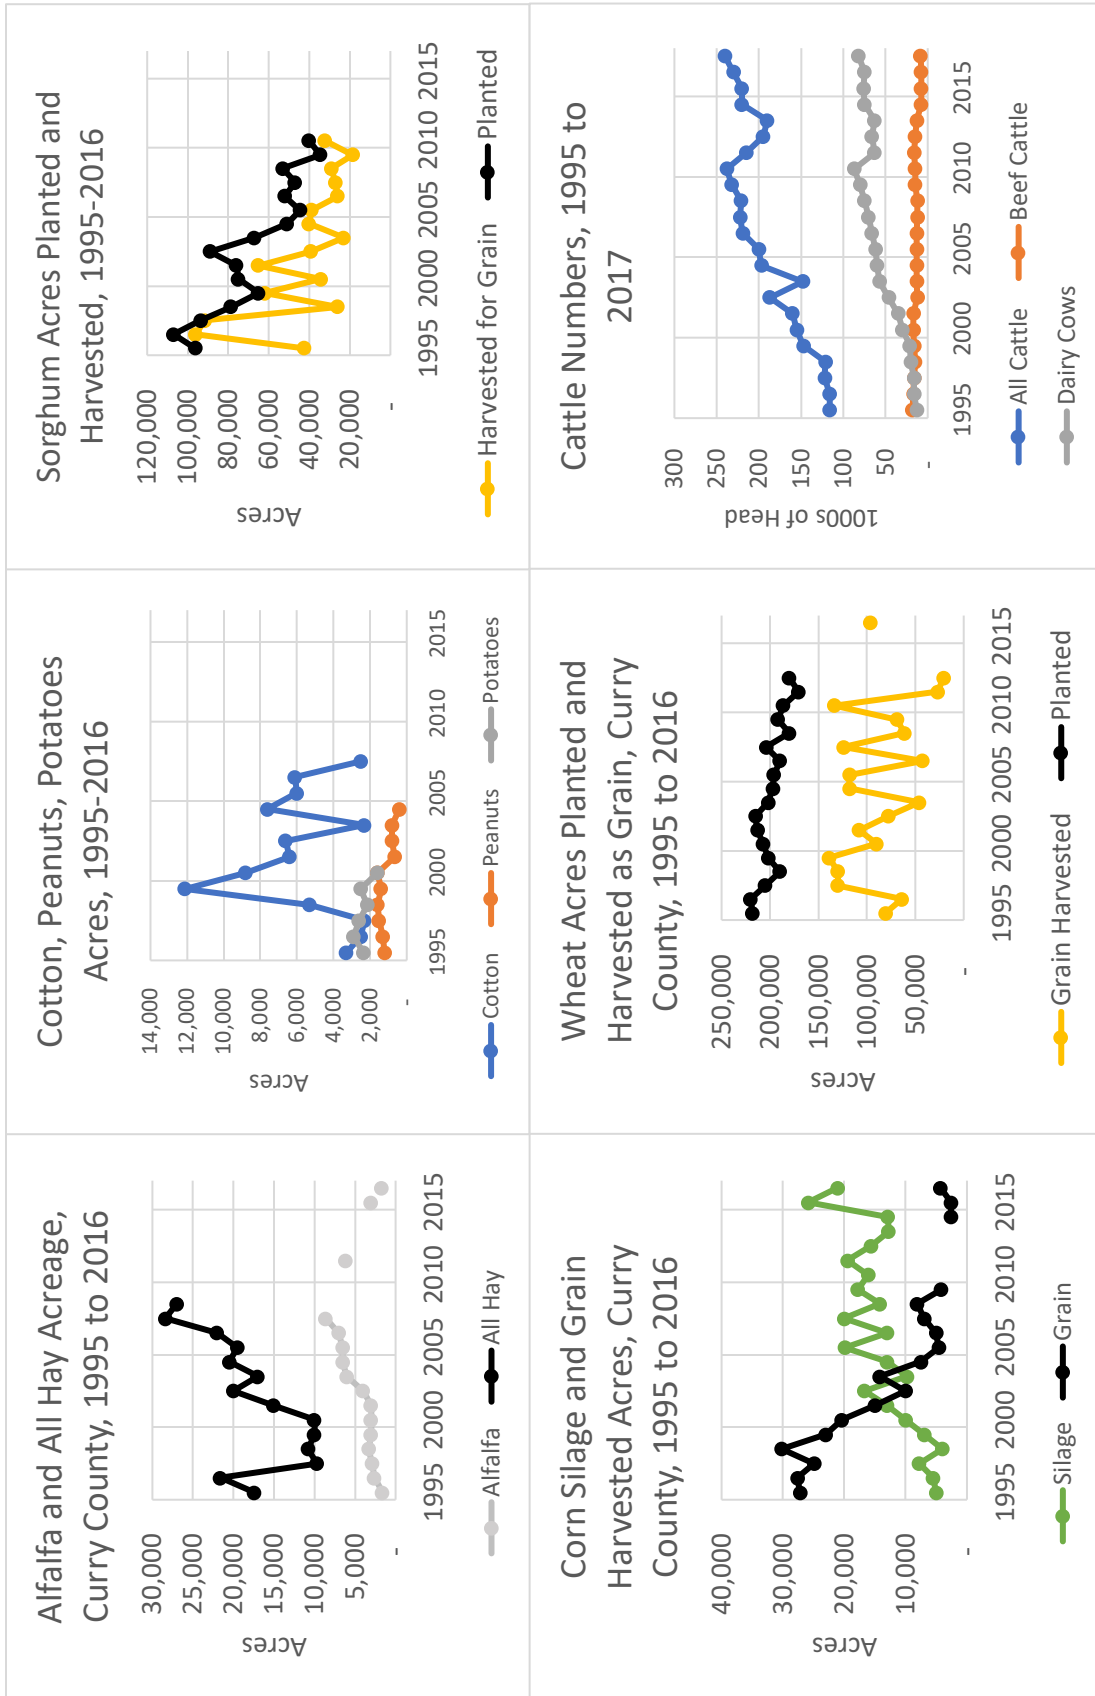 Alfalfa and All Hay Acreage,
Curry County, 1995 to 2016
30,000
25,000
20,000
15,000
10,000
5,000
-
Acres
1995 2000 2005 2010 2015
Alfalfa All Hay
Cotton, Peanuts, Potatoes
Acres, 1995-2016
14,000
12,000
10,000
8,000
6,000
4,000
2,000
-
Acres
1995 2000 2005 2010 2015
Cotton Peanuts Potatoes
Sorghum Acres Planted and
Harvested, 1995-2016
120,000
100,000
80,000
60,000
40,000
20,000
-
Acres
1995 2000 2005 2010 2015
Harvested for Grain Planted
Corn Silage and Grain
Harvested Acres, Curry
County, 1995 to 2016
40,000
30,000
20,000
10,000
-
Acres
1995 2000 2005 2010 2015
Silage Grain
Wheat Acres Planted and
Harvested as Grain, Curry
County, 1995 to 2016
250,000
200,000
150,000
100,000
50,000
-
Acres
1995 2000 2005 2010 2015
Grain Harvested Planted
Cattle Numbers, 1995 to
2017
300
250
200
150
100
50
-
1000s of Head
1995 2000 2005 2010 2015
All Cattle Beef Cattle
Dairy Cows